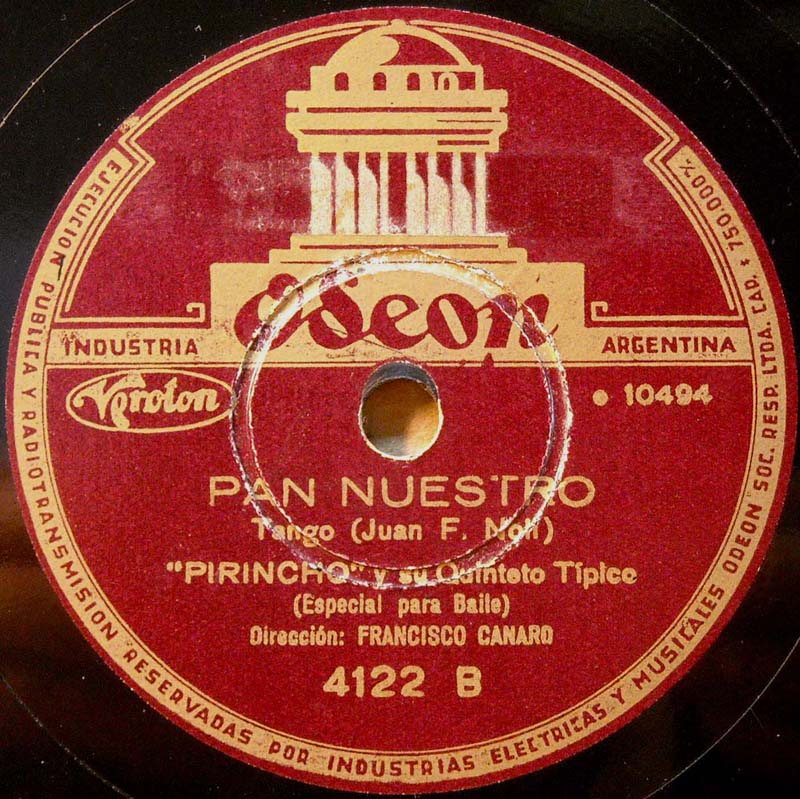 Odeon
INDUSTRIA ARGENTINA
Veroton
• 10494
PAN NUESTRO
Tango (Juan F. Noli)
"PIRINCHO" y su Quinteto Típico
(Especial para Baile)
Dirección: FRANCISCO CANARO
4122 B
EJECUCION PUBLICA Y RADIOTRANSMISION RESERVADAS POR INDUSTRIAS ELECTRICAS Y MUSICALES ODEON SOC. RESP. LTDA. CAP. $ 750.000%